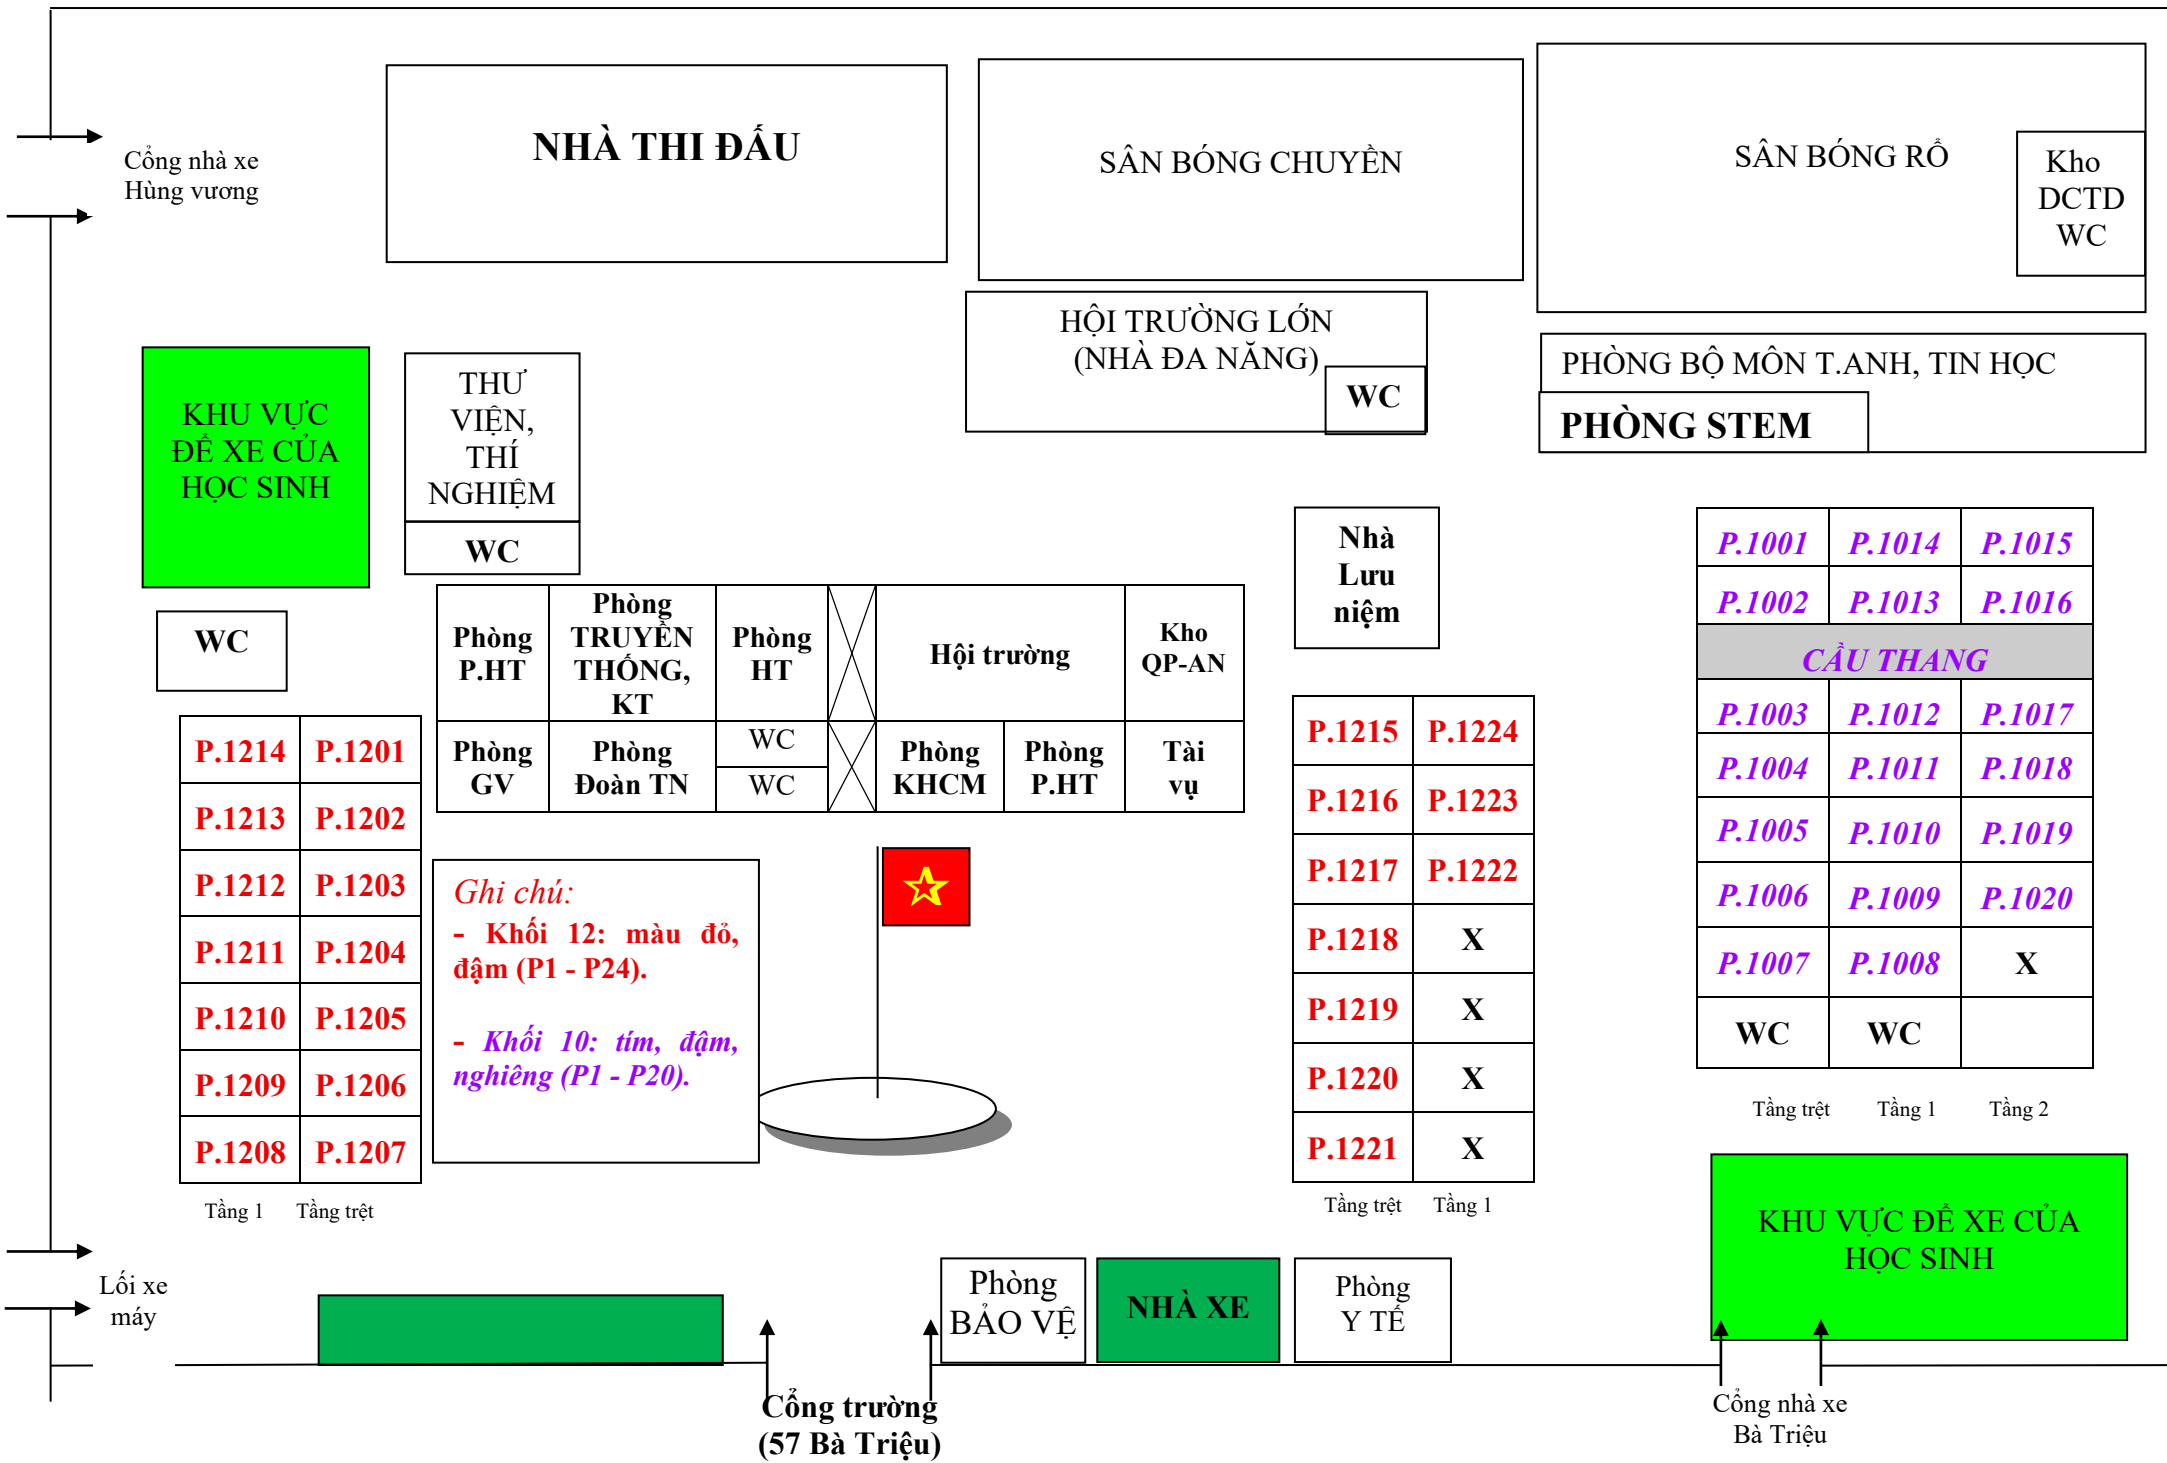 NHÀ THI ĐẤU
SÂN BÓNG CHUYỀN
SÂN BÓNG RỔ
Kho
DCTD
WC
Cổng nhà xe
Hùng vương
HỘI TRƯỜNG LỚN
(NHÀ ĐA NĂNG)
WC
PHÒNG BỘ MÔN T.ANH, TIN HỌC
PHÒNG STEM
KHU VỰC
ĐỂ XE CỦA
HỌC SINH
THƯ
VIỆN,
THÍ
NGHIỆM
WC
WC
Nhà
Lưu
niệm
Phòng
P.HT
Phòng
TRUYỀN
THỐNG,
KT
Phòng
HT
Hội trường
Kho
QP-AN
Phòng
GV
Phòng
Đoàn TN
WC
WC
Phòng
KHCM
Phòng
P.HT
Tài
vụ
P.1001 P.1014 P.1015
P.1002 P.1013 P.1016
CẦU THANG
P.1003 P.1012 P.1017
P.1004 P.1011 P.1018
P.1005 P.1010 P.1019
P.1006 P.1009 P.1020
P.1007 P.1008 X
WC WC
Tầng trệt Tầng 1 Tầng 2
P.1214 P.1201
P.1213 P.1202
P.1212 P.1203
P.1211 P.1204
P.1210 P.1205
P.1209 P.1206
P.1208 P.1207
Tầng 1 Tầng trệt
Ghi chú:
- Khối 12: màu đỏ,
đậm (P1 - P24).
- Khối 10: tím, đậm,
nghiêng (P1 - P20).
P.1215 P.1224
P.1216 P.1223
P.1217 P.1222
P.1218 X
P.1219 X
P.1220 X
P.1221 X
Tầng trệt Tầng 1
KHU VỰC ĐỂ XE CỦA
HỌC SINH
Lối xe
máy
Phòng
BẢO VỆ
NHÀ XE
Phòng
Y TẾ
Cổng trường
(57 Bà Triệu)
Cổng nhà xe
Bà Triệu